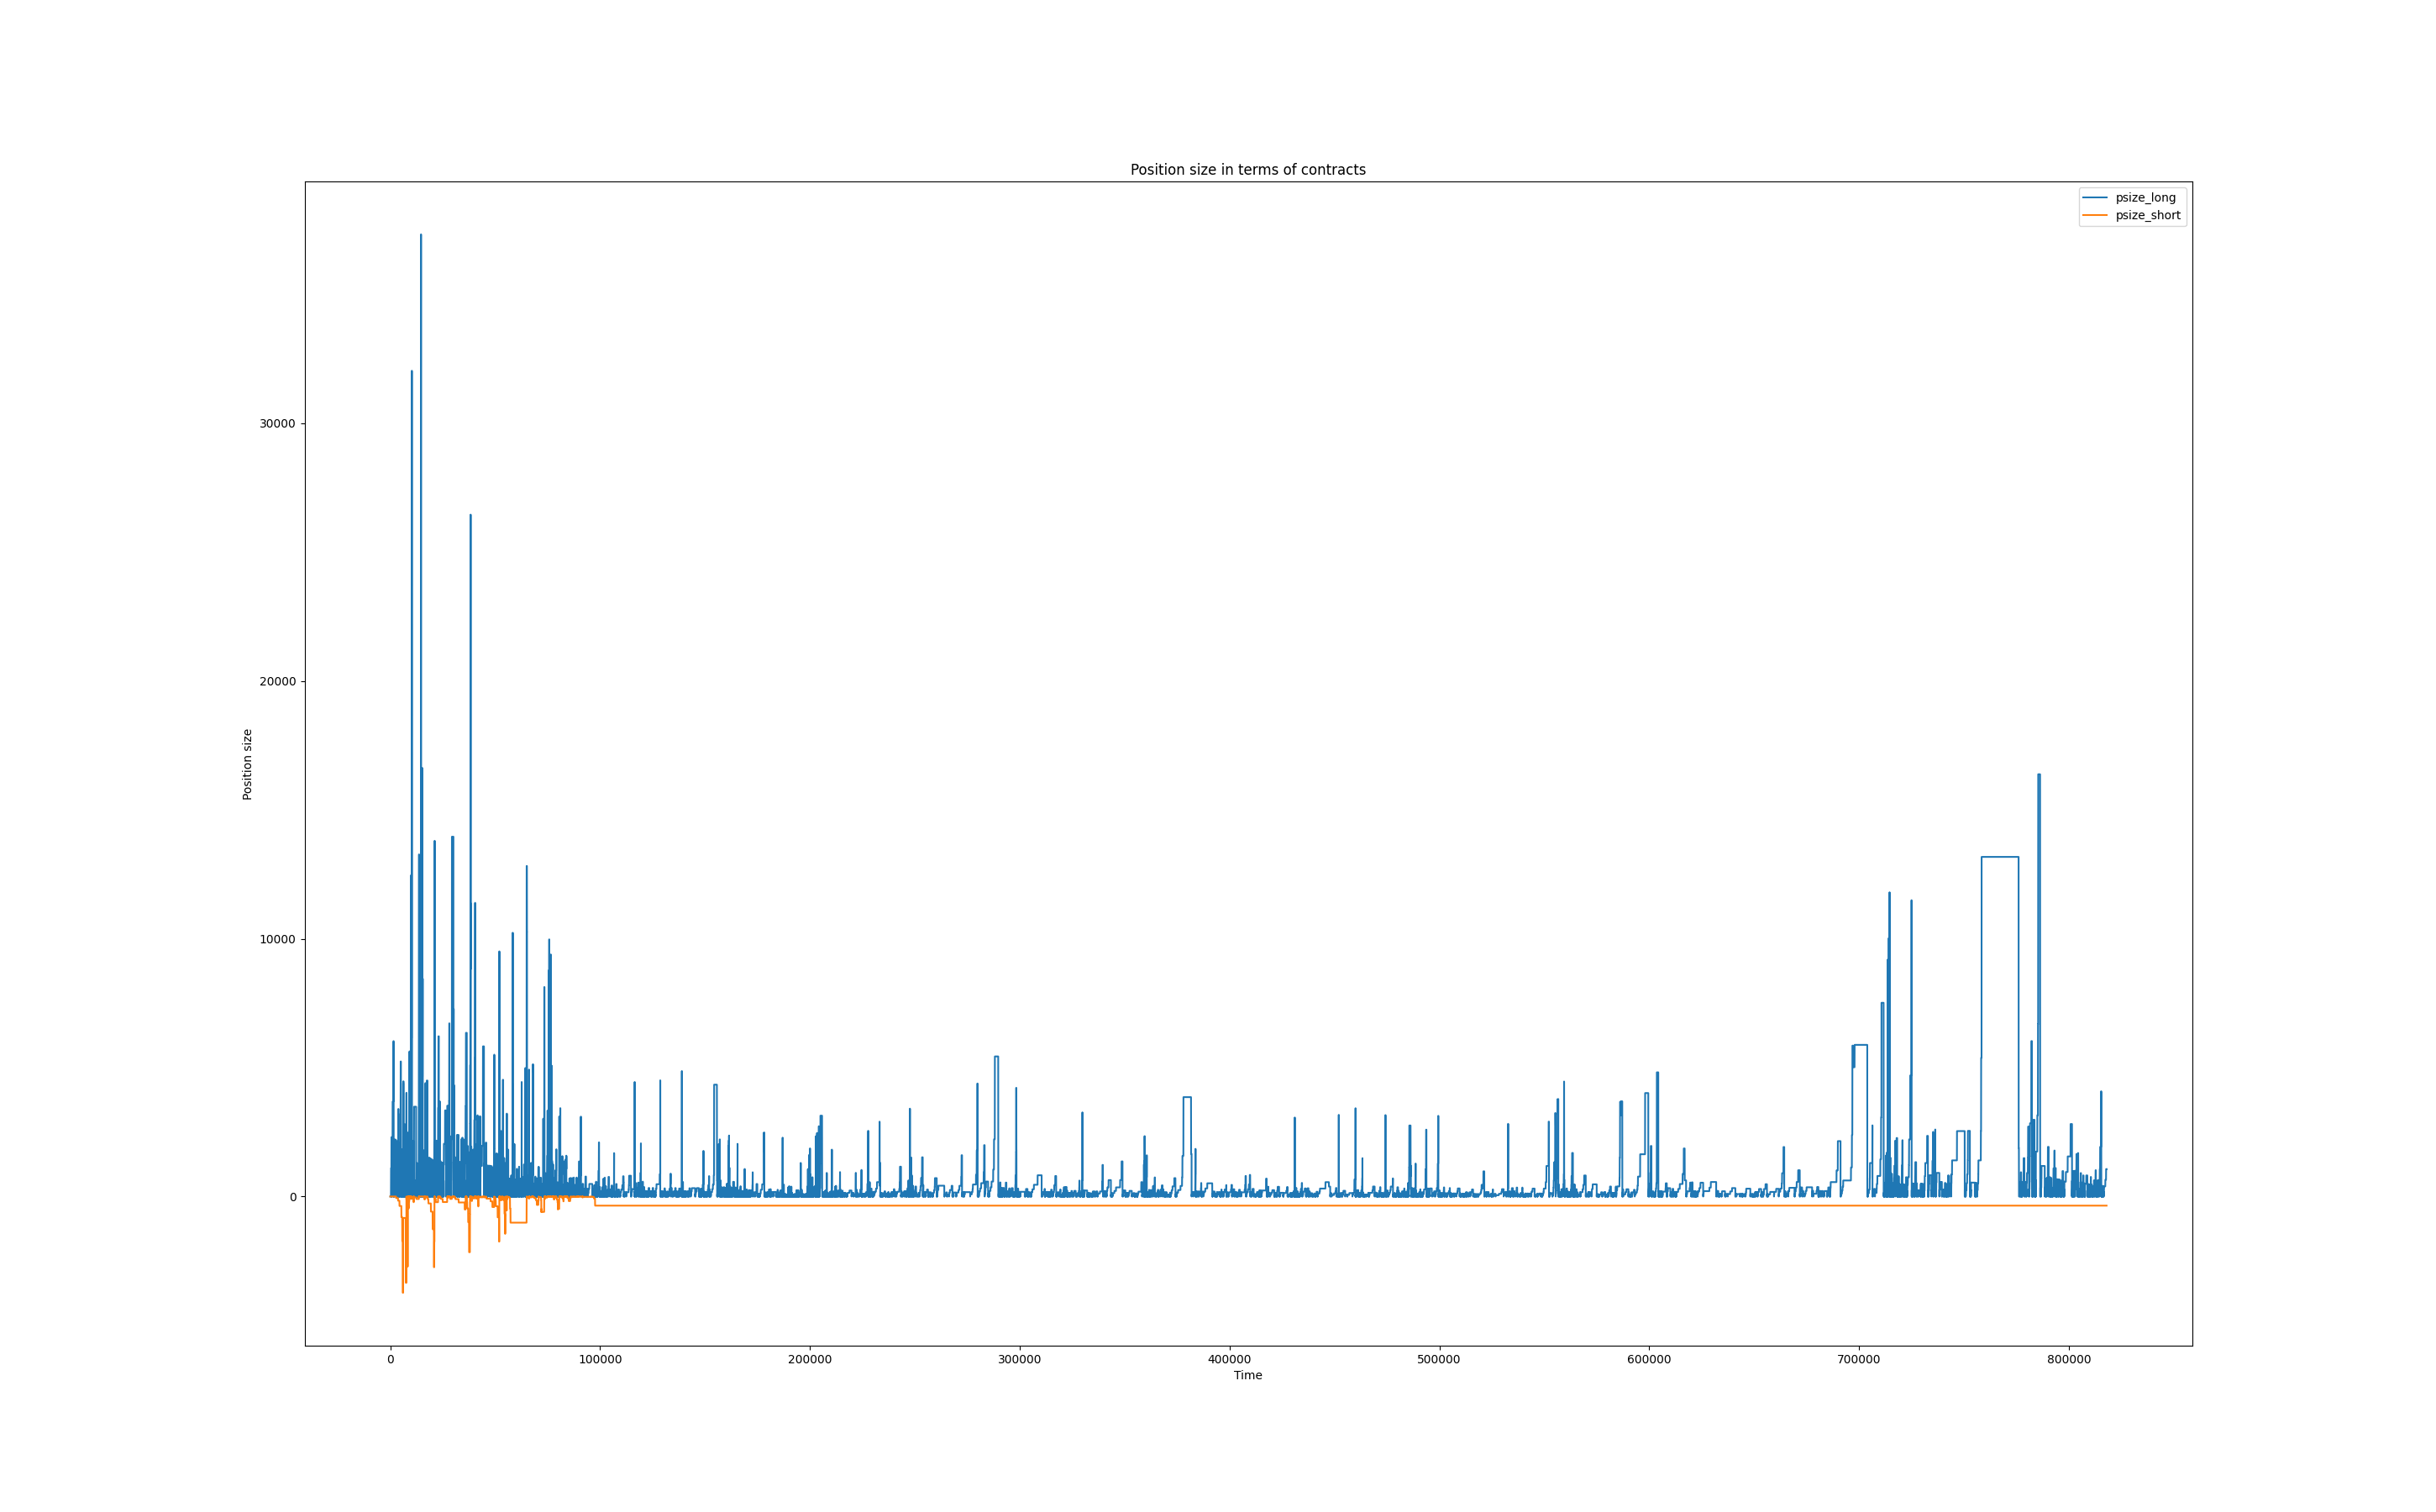 Position size in terms of contracts
psize_long
psize_short
30000
20000
10000
0
Position size
0 100000 200000 300000 400000 500000 600000 700000 800000
Time